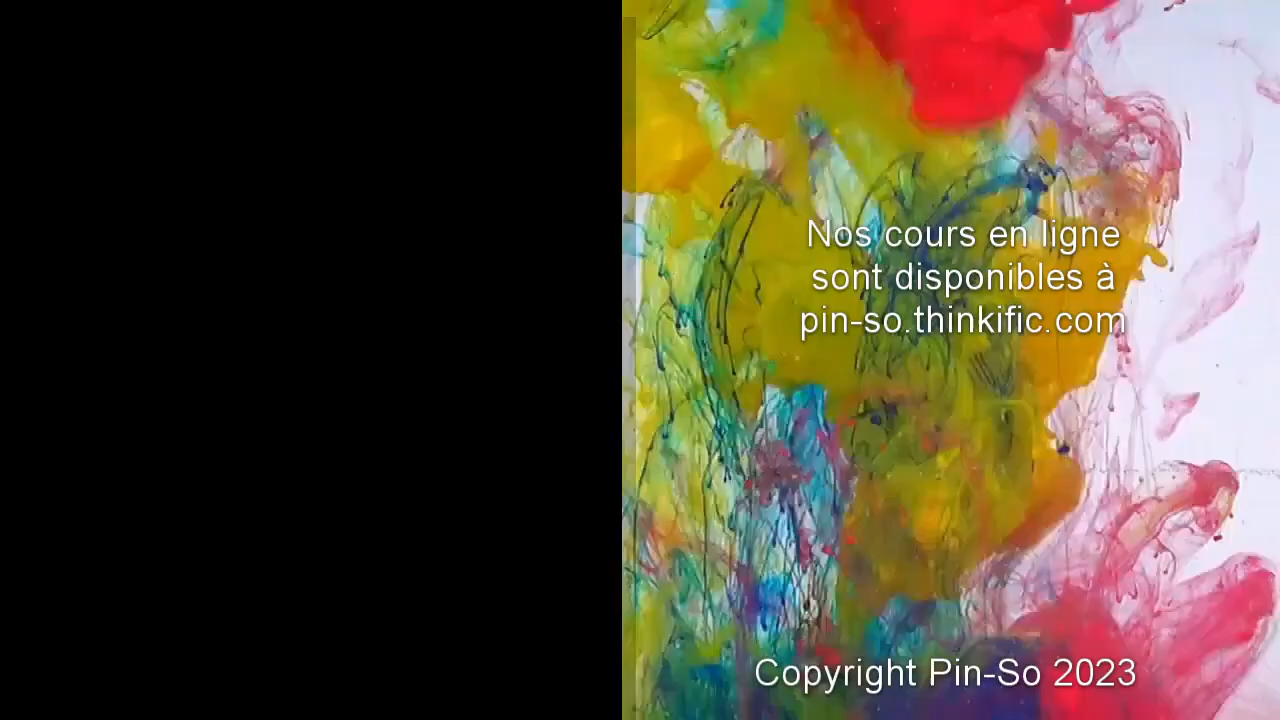 Nos cours en ligne
sont disponibles à
pin-so.thinkific.com
Copyright Pin-So 2023